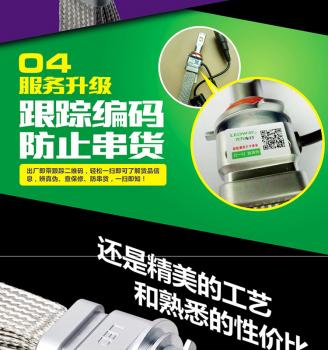 04
服务升级
跟踪编码
防止串货
出厂即带跟踪二维码，轻松一扫即可了解货品信
息，辨真伪、查保修、防串货，一扫即知！
还是精美的工艺
和熟悉的性价比